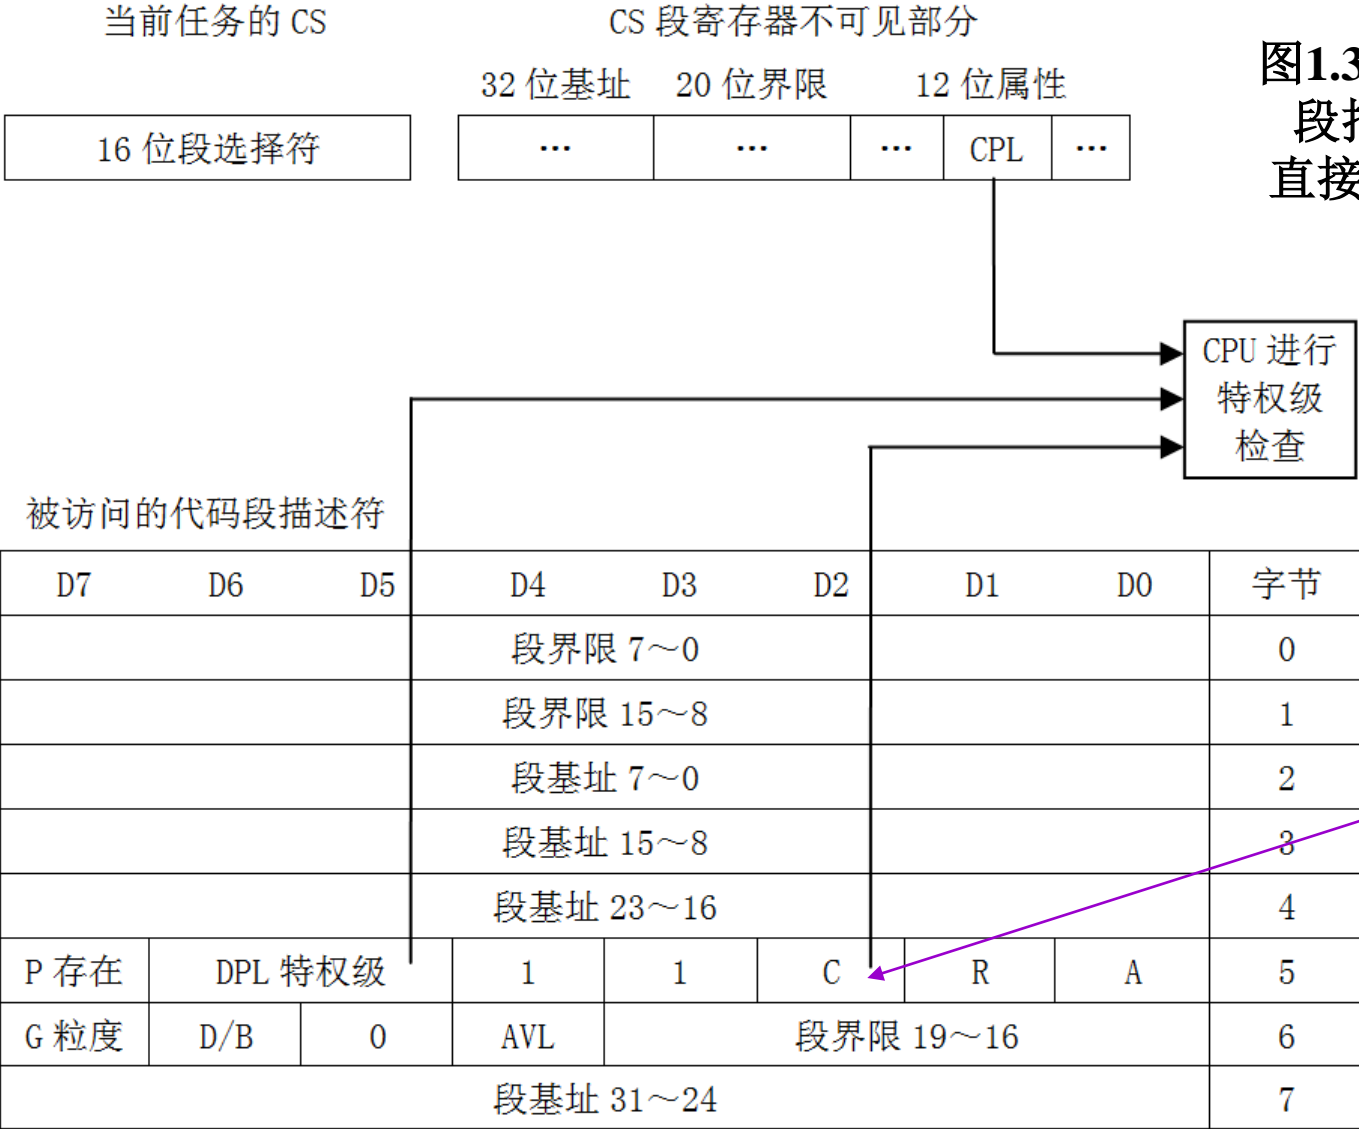 当前任务的 CS
CS 段寄存器不可见部分
图1.3
段
直接
32 位基址 20 位界限 12 位属性
16 位段选择符
… … … CPL …
CPU 进行
特权级
检查
被访问的代码段描述符
D7 D6 D5 D4 D3 D2 D1 D0 字节
段界限 7～0 0
段界限 15～8 1
段基址 7～0 2
段基址 15～8 3
段基址 23～16 4
P 存在 DPL 特权级 1 1 C R A 5
G 粒度 D/B 0 AVL 段界限 19～16 6
段基址 31～24 7